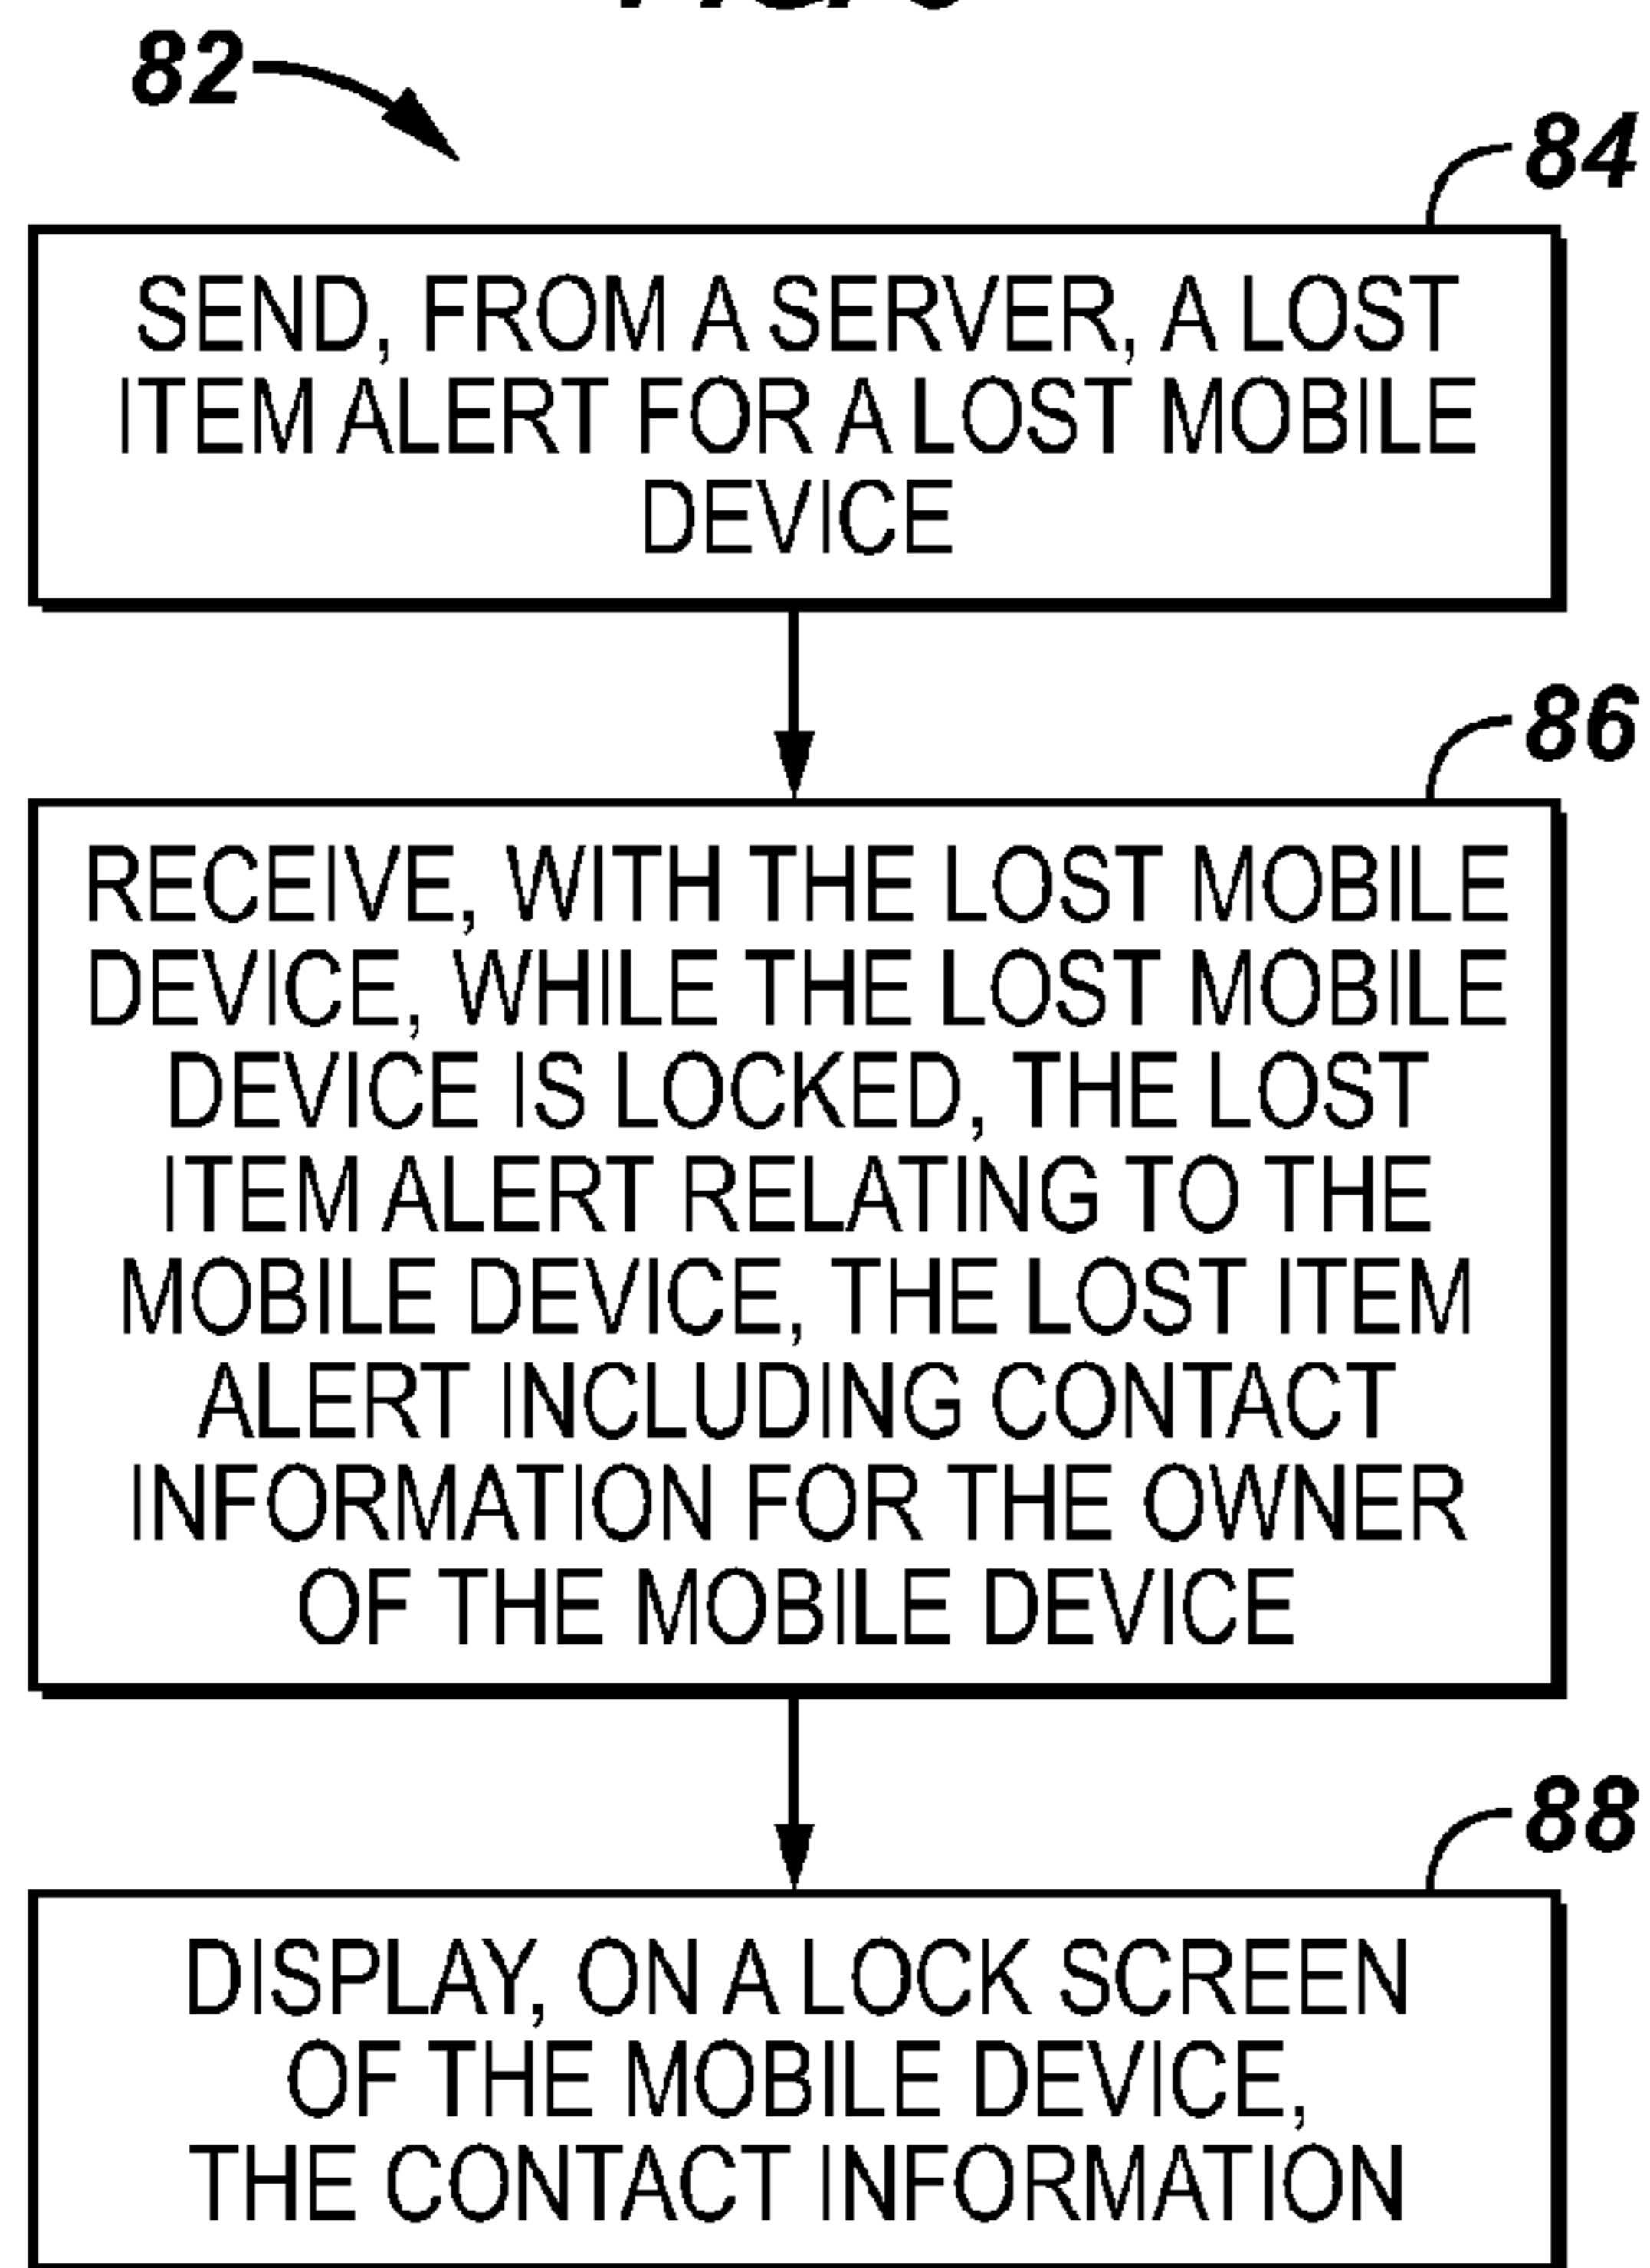 82
84
SEND, FROM A SERVER, A LOST
ITEM ALERT FOR A LOST MOBILE
DEVICE
86
RECEIVE, WITH THE LOST MOBILE
DEVICE, WHILE THE LOST MOBILE
DEVICE IS LOCKED, THE LOST
ITEM ALERT RELATING TO THE
MOBILE DEVICE, THE LOST ITEM
ALERT INCLUDING CONTACT
INFORMATION FOR THE OWNER
OF THE MOBILE DEVICE
88
DISPLAY, ON A LOCK SCREEN
OF THE MOBILE DEVICE,
THE CONTACT INFORMATION